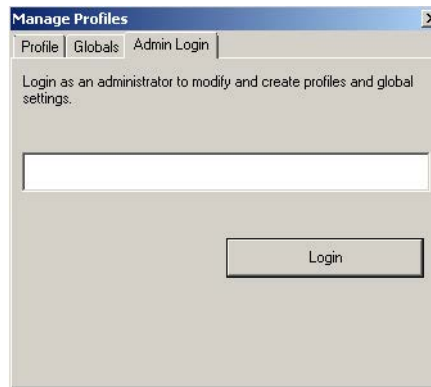 Manage Profiles
Profile Globals Admin Login
Login as an administrator to modify and create profiles and global
settings.
Login